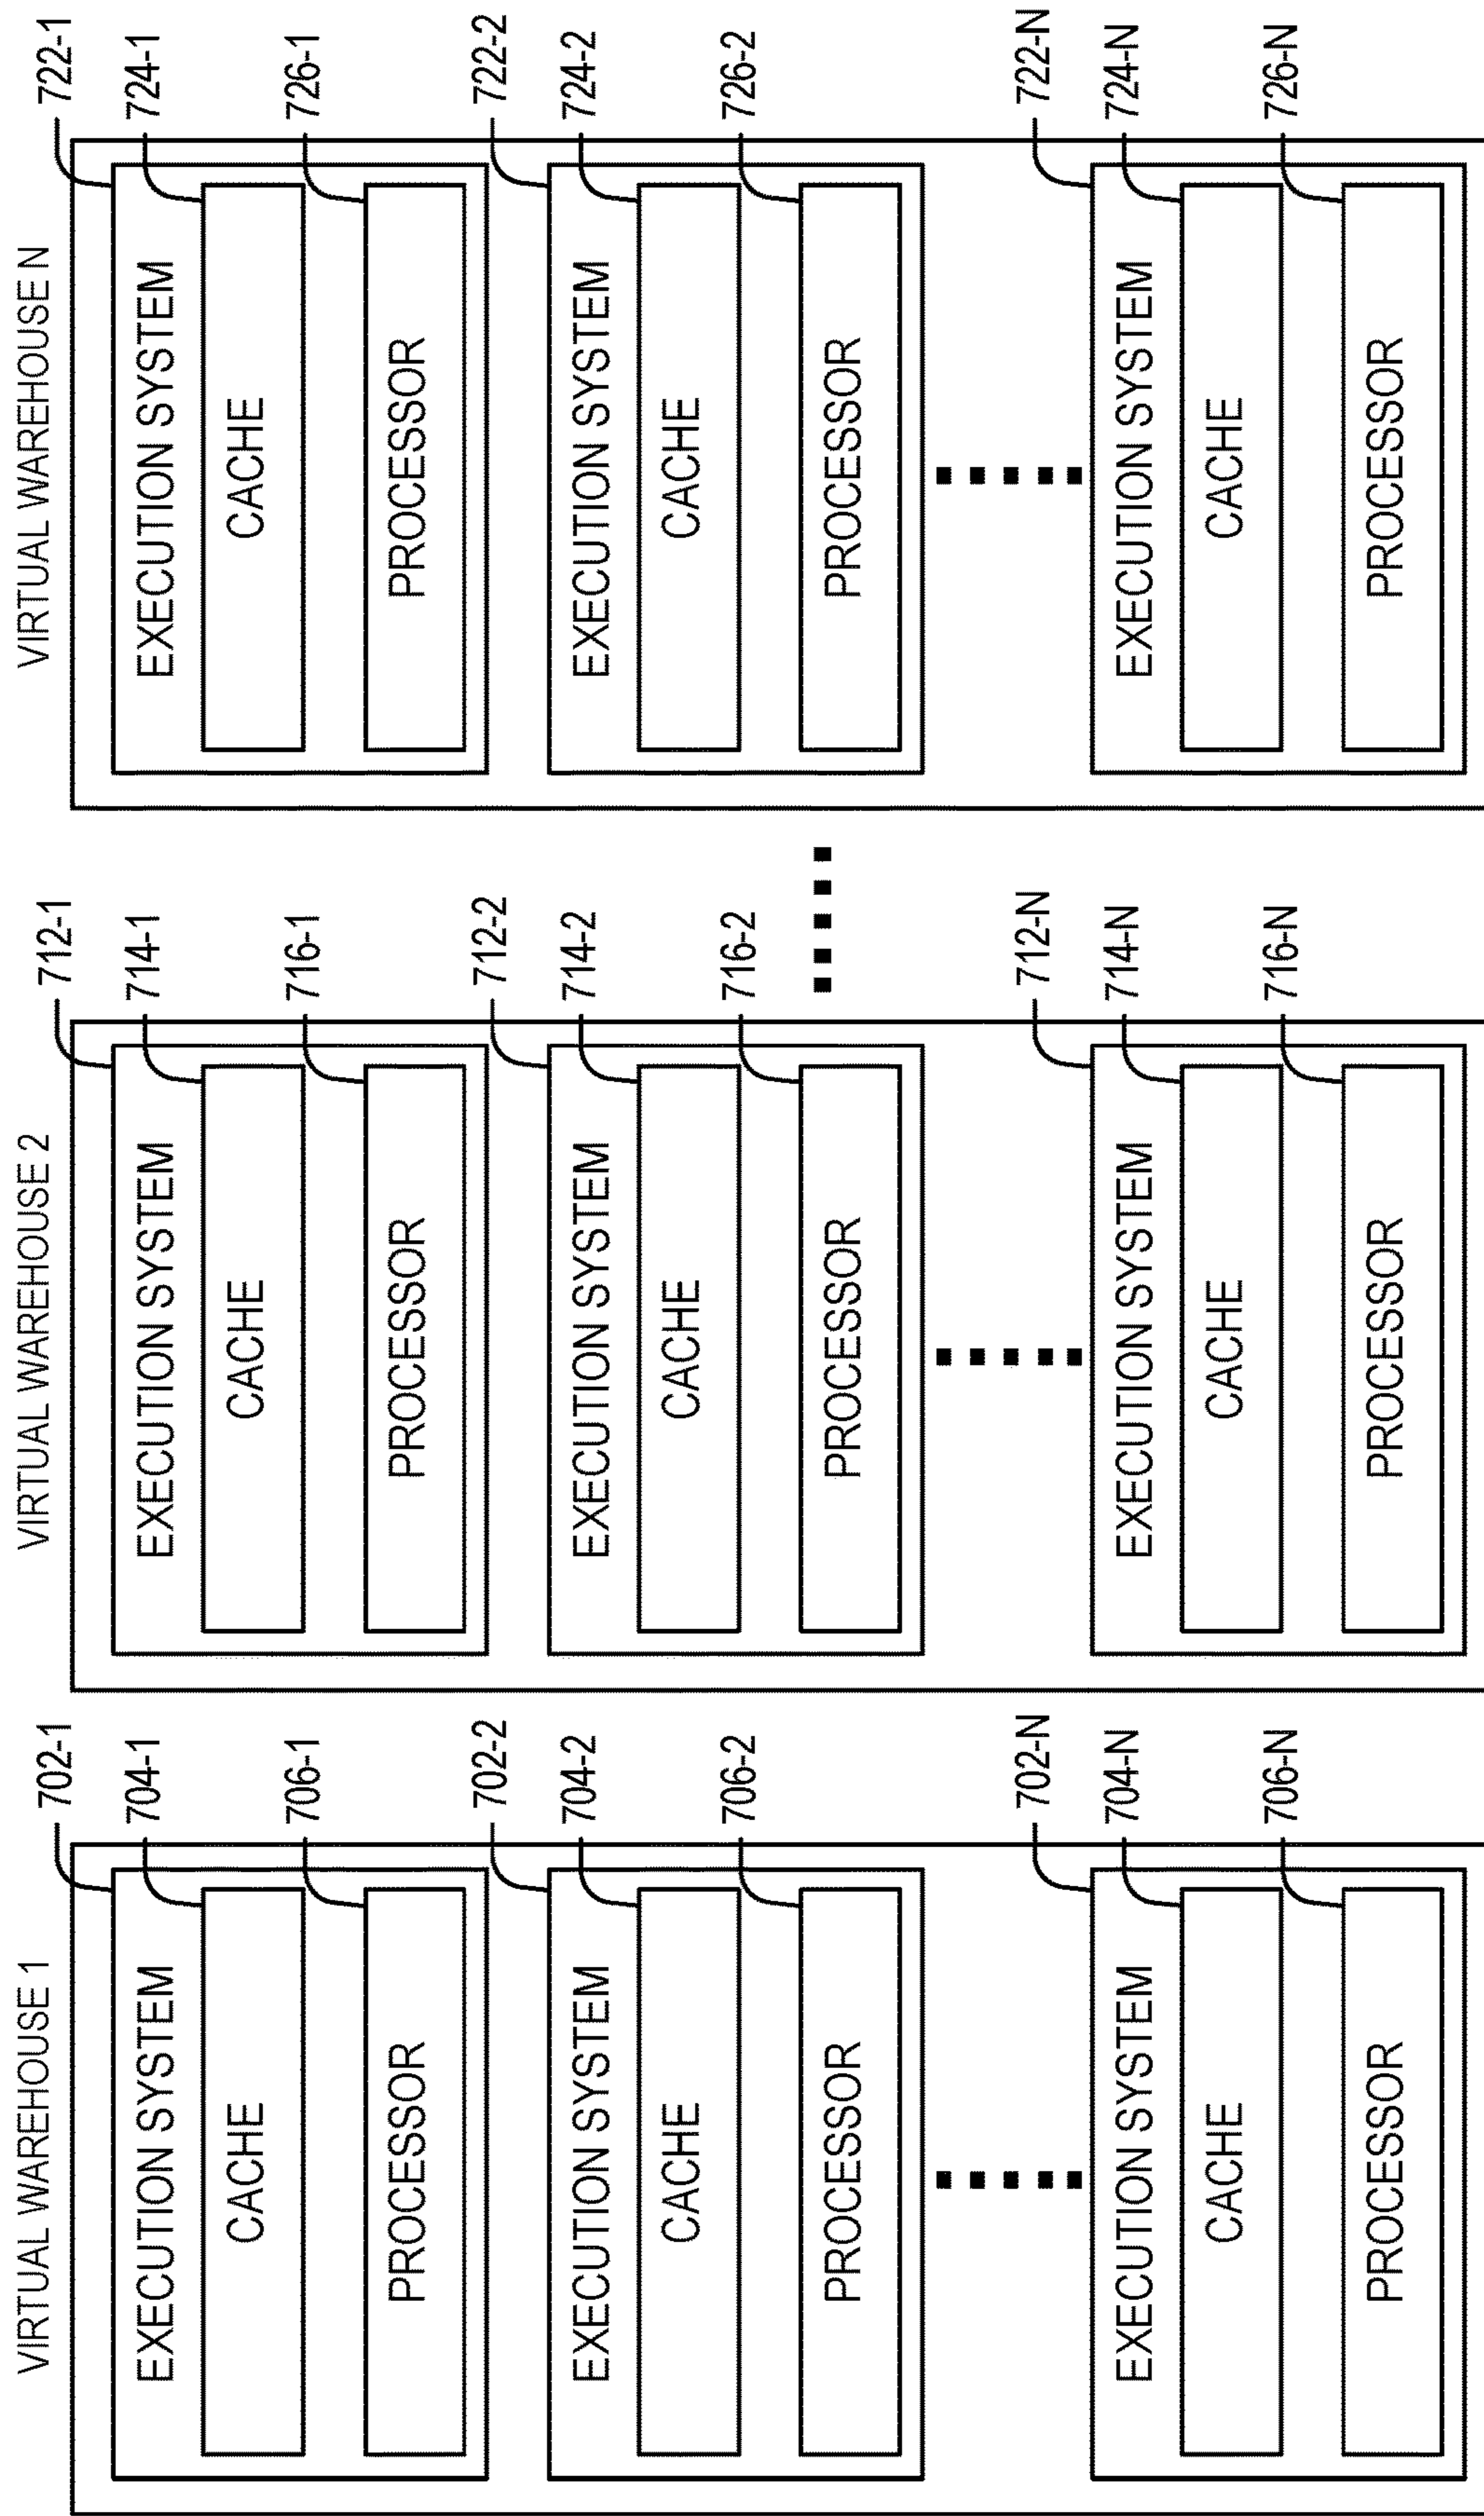 VIRTUAL WAREHOUSE 1
702-1
EXECUTION SYSTEM
704-1
CACHE
706-1
PROCESSOR
702-2
EXECUTION SYSTEM
704-2
CACHE
706-2
PROCESSOR
702-N
EXECUTION SYSTEM
704-N
CACHE
706-N
PROCESSOR
VIRTUAL WAREHOUSE 2
712-1
EXECUTION SYSTEM
714-1
CACHE
716-1
PROCESSOR
712-2
EXECUTION SYSTEM
714-2
CACHE
716-2
PROCESSOR
712-N
EXECUTION SYSTEM
714-N
CACHE
716-N
PROCESSOR
VIRTUAL WAREHOUSE N
722-1
EXECUTION SYSTEM
724-1
CACHE
726-1
PROCESSOR
722-2
EXECUTION SYSTEM
724-2
CACHE
726-2
PROCESSOR
722-N
EXECUTION SYSTEM
724-N
CACHE
726-N
PROCESSOR